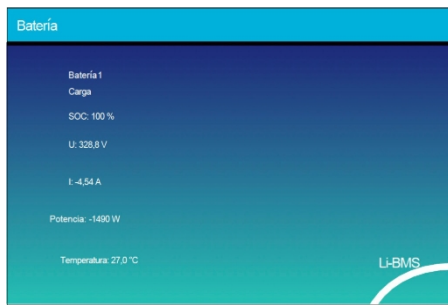 Batería
Batería 1
Carga
SOC: 100 %
U: 328,8 V
I: -4,54 A
Potencia: -1490 W
Temperatura: 27,0 °C
Li-BMS